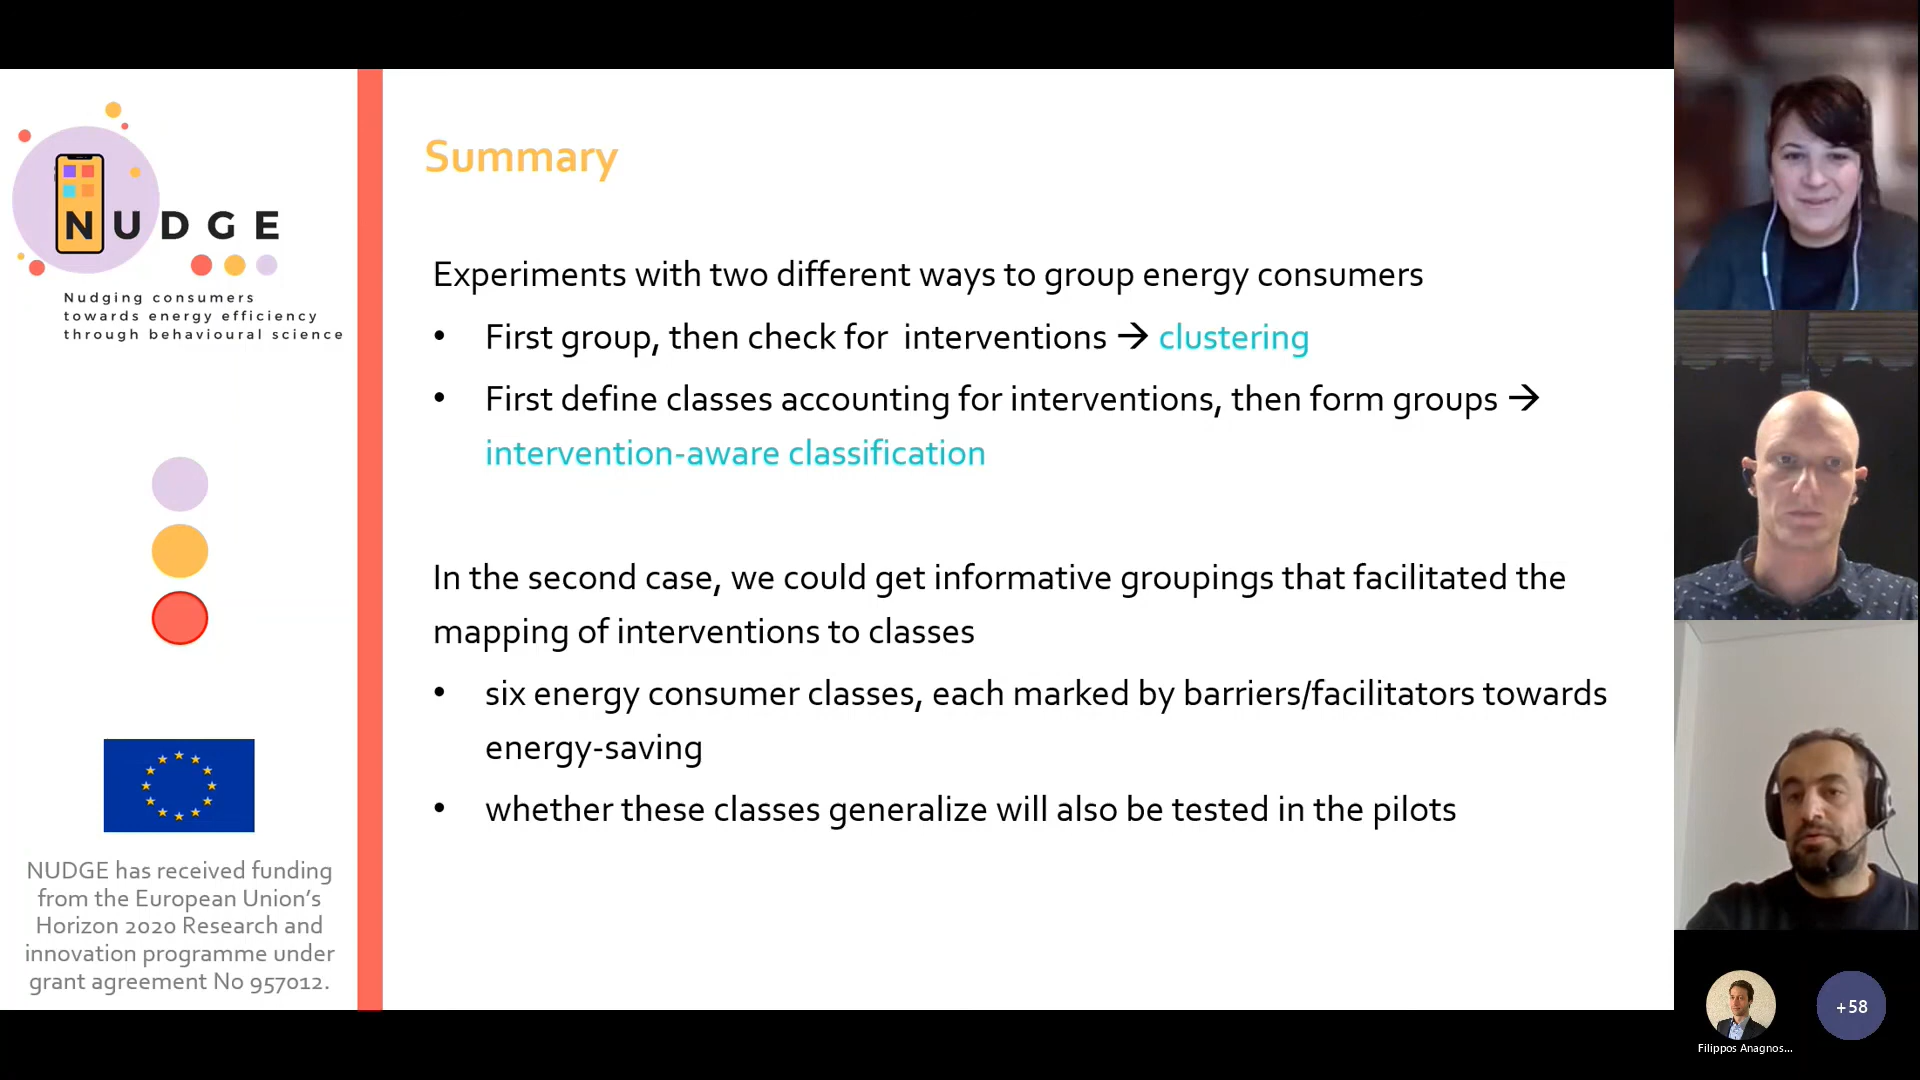 NUDGE
Nudging consumers
towards energy efficiency
through behavioural science
NUDGE has received funding
from the European Union's
Horizon 2020 Research and
innovation programme under
grant agreement No 957012.
Summary
Experiments with two different ways to group energy consumers
• First group, then check for interventions → clustering
• First define classes accounting for interventions, then form groups →
intervention-aware classification
In the second case, we could get informative groupings that facilitated the
mapping of interventions to classes
• six energy consumer classes, each marked by barriers/facilitators towards
energy-saving
• whether these classes generalize will also be tested in the pilots
+58
Filippos Anagnos...